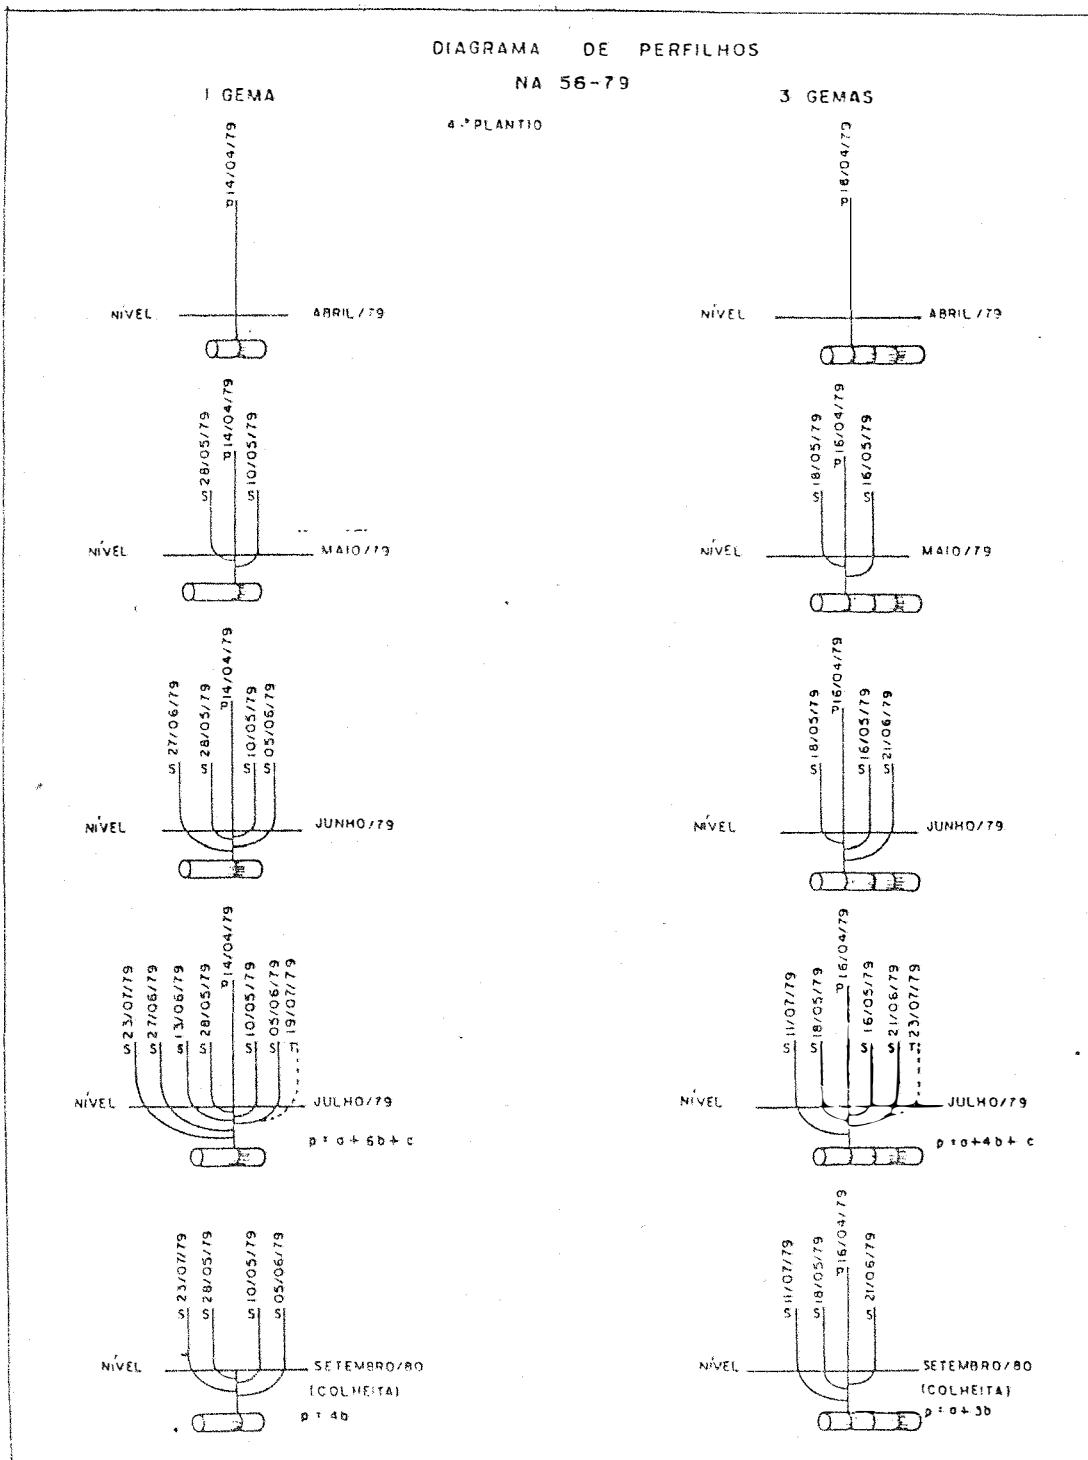 DIAGRAMA DE PERFILHOS
NA 56-79
1 GEMA
3 GEMAS
4.º PLANTIO
P 14/04/79
P 16/04/79
NÍVEL
ABRIL/79
NÍVEL
ABRIL/79
S 28/05/79
P 14/04/79
S 10/05/79
S 18/05/79
P 16/04/79
S 16/05/79
NÍVEL
MAIO/79
NÍVEL
MAIO/79
S 27/06/79
S 28/05/79
P 14/04/79
S 10/05/79
S 05/06/79
S 18/05/79
P 16/04/79
S 16/05/79
S 21/06/79
NÍVEL
JUNHO/79
NÍVEL
JUNHO/79
S 23/07/79
S 27/06/79
S 13/06/79
S 28/05/79
P 14/04/79
S 10/05/79
S 05/06/79
T 19/07/79
S 11/07/79
S 18/05/79
P 16/04/79
S 16/05/79
S 21/06/79
T 23/07/79
NÍVEL
JULHO/79
NÍVEL
JULHO/79
p = a + 6b + c
p = a + 4b + c
S 23/07/79
S 28/05/79
S 10/05/79
S 05/06/79
S 11/07/79
S 18/05/79
P 16/04/79
S 21/06/79
NÍVEL
SETEMBRO/80
(COLHEITA)
p = 4b
NÍVEL
SETEMBRO/80
(COLHEITA)
p = a + 3b